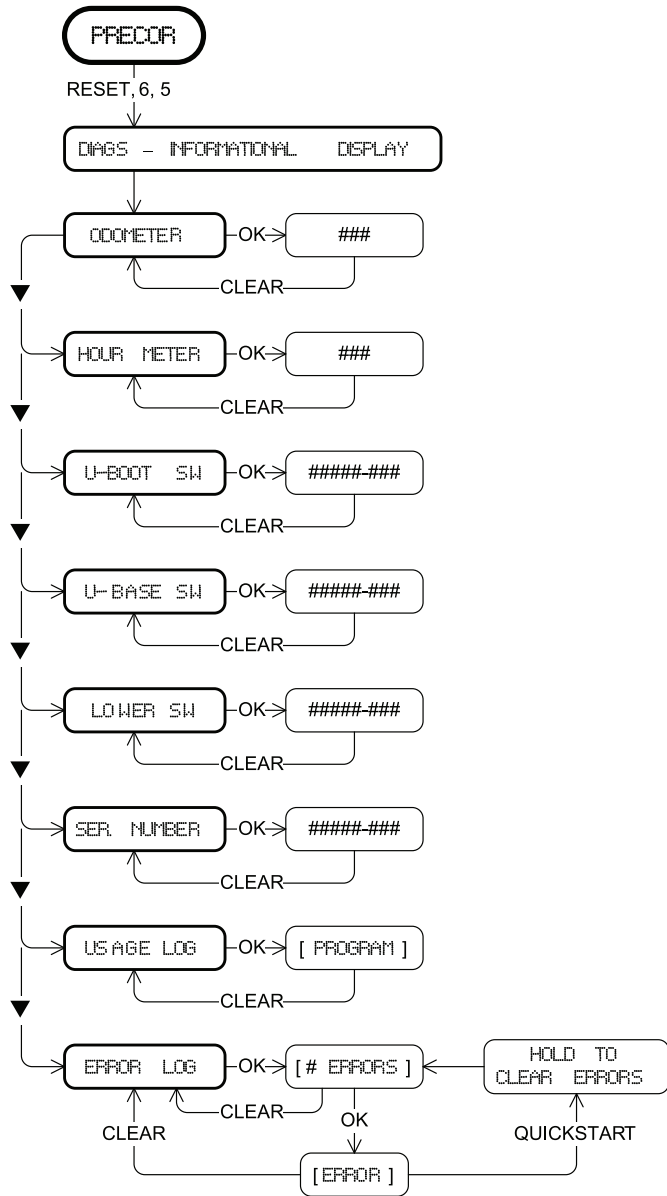 PRECOR
RESET, 6, 5
DIAGS - INFORMATIONAL DISPLAY
ODOMETER
OK
###
CLEAR
HOUR METER
OK
###
CLEAR
U-BOOT SW
OK
#####-###
CLEAR
U-BASE SW
OK
#####-###
CLEAR
LOWER SW
OK
#####-###
CLEAR
SER. NUMBER
OK
#####-###
CLEAR
USAGE LOG
OK
[ PROGRAM ]
CLEAR
ERROR LOG
OK
[ # ERRORS ]
HOLD TO
CLEAR ERRORS
CLEAR
OK
CLEAR
QUICKSTART
[ ERROR ]